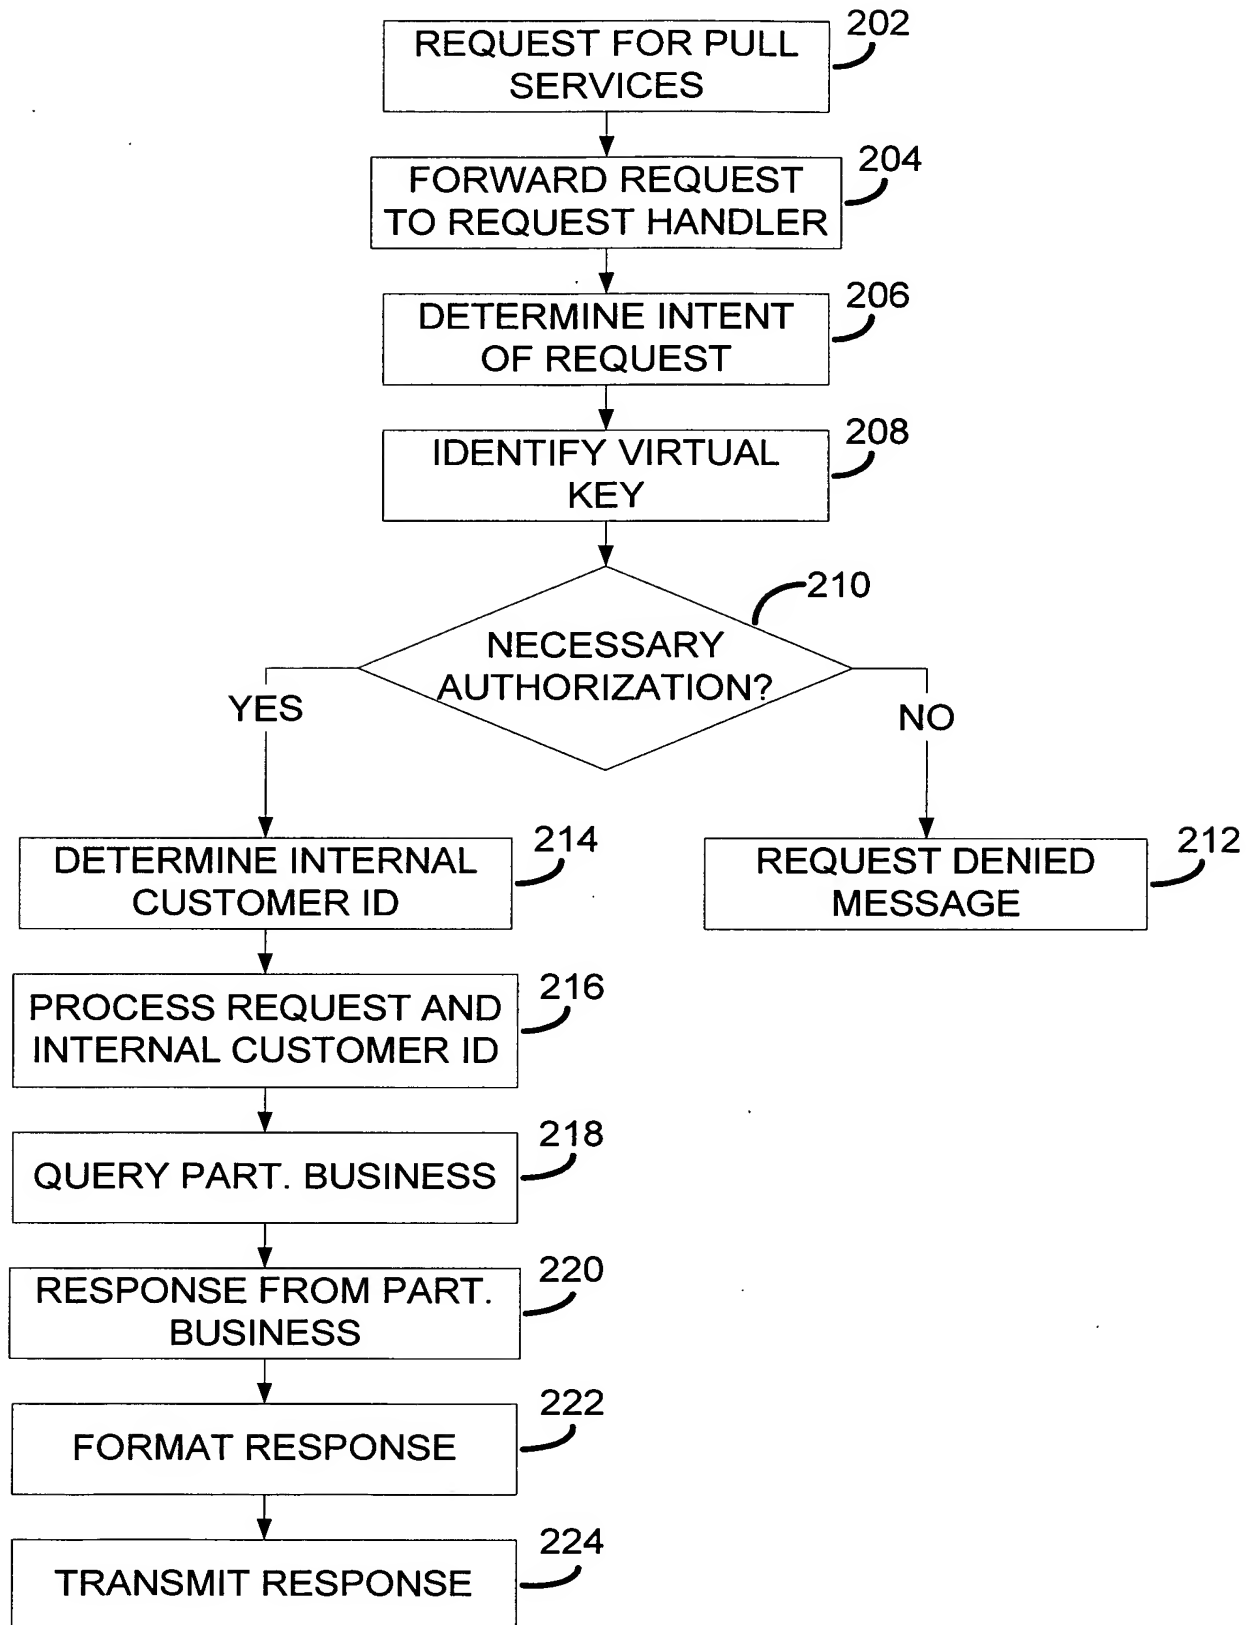 202
REQUEST FOR PULL
SERVICES
204
FORWARD REQUEST
TO REQUEST HANDLER
206
DETERMINE INTENT
OF REQUEST
208
IDENTIFY VIRTUAL
KEY
210
NECESSARY
AUTHORIZATION?
YES
NO
214
DETERMINE INTERNAL
CUSTOMER ID
212
REQUEST DENIED
MESSAGE
216
PROCESS REQUEST AND
INTERNAL CUSTOMER ID
218
QUERY PART. BUSINESS
220
RESPONSE FROM PART.
BUSINESS
222
FORMAT RESPONSE
224
TRANSMIT RESPONSE